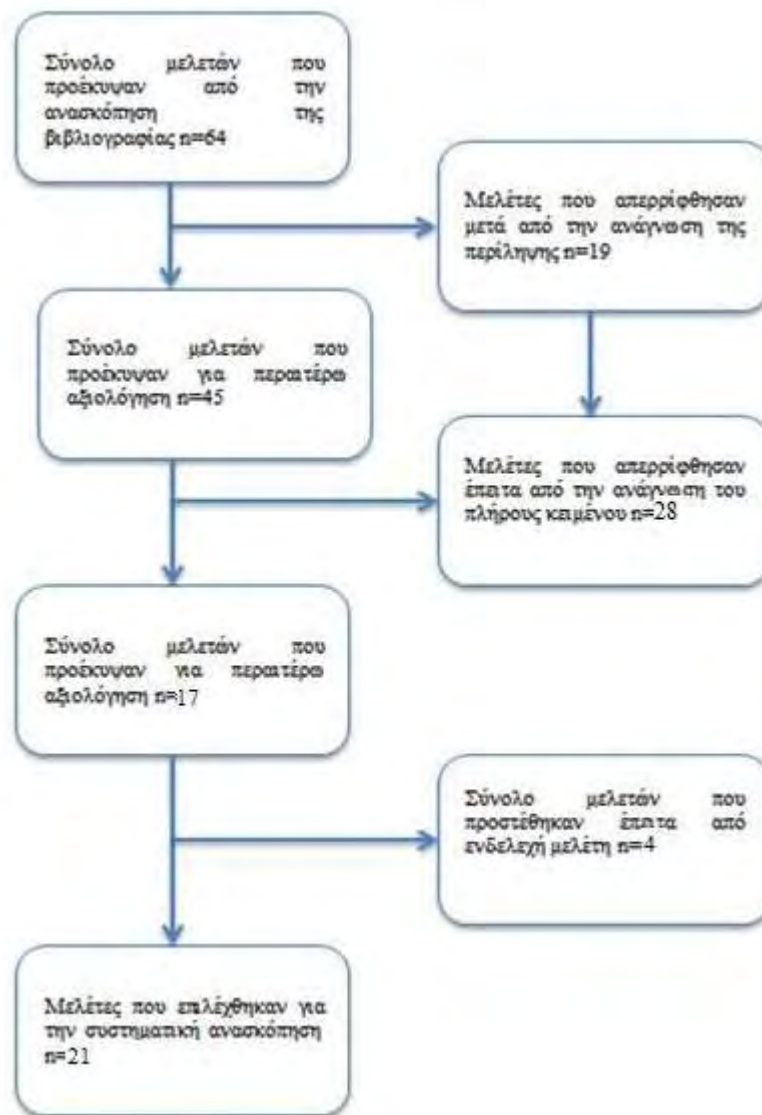 Σύνολο μελετών που
προέκυψαν από την
ανασκόπηση της
βιβλιογραφίας n=64
Μελέτες που απερρίφθησαν
μετά από την ανάγνωση της
περίληψης n=19
Σύνολο μελετών που
προέκυψαν για περαιτέρω
αξιολόγηση n=45
Μελέτες που απερρίφθησαν
έπειτα από την ανάγνωση του
πλήρους κειμένου n=28
Σύνολο μελετών που
προέκυψαν για περαιτέρω
αξιολόγηση n=17
Σύνολο μελετών που
προστέθηκαν έπειτα από
ενδελεχή μελέτη n=4
Μελέτες που επιλέχθηκαν για
την συστηματική ανασκόπηση
n=21